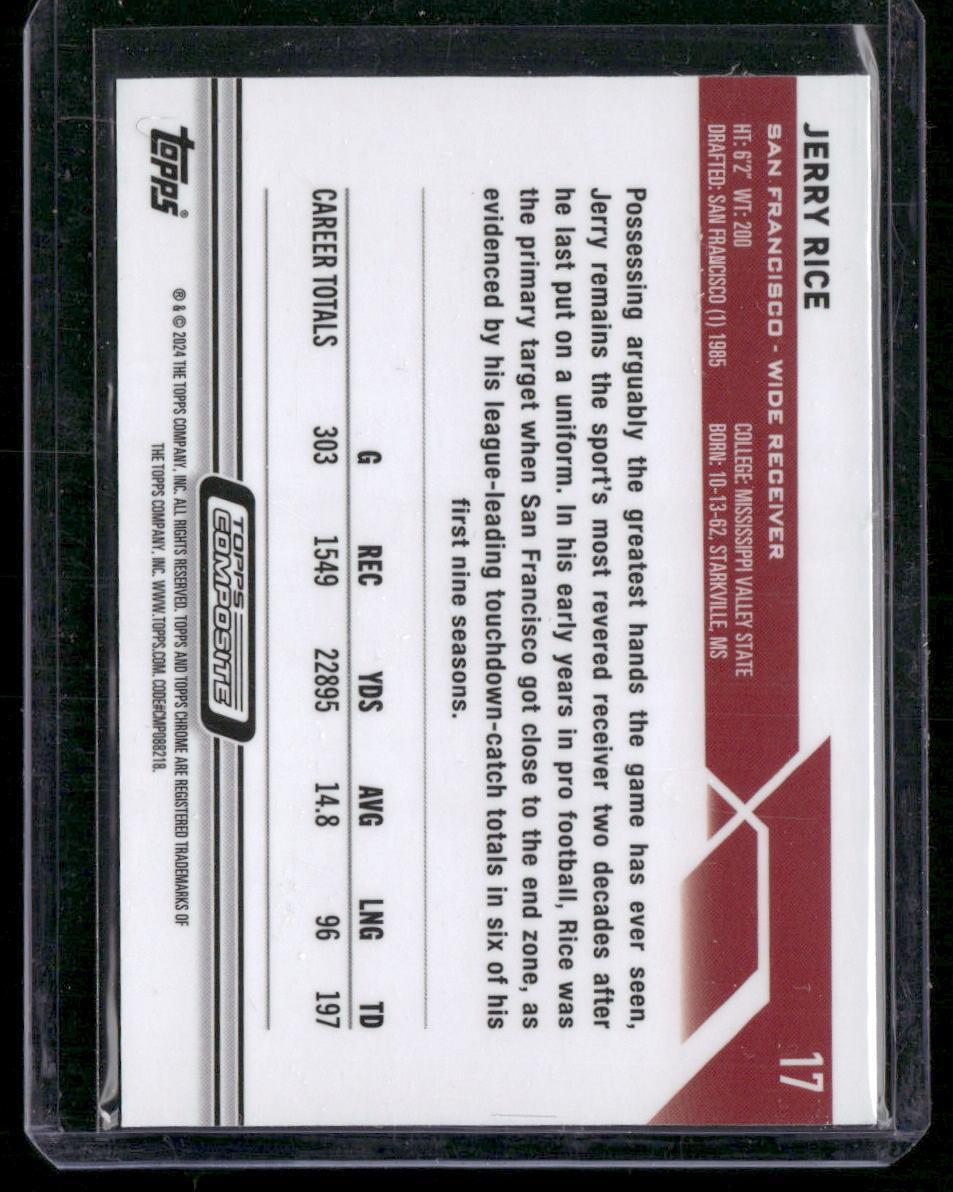 JERRY RICE
17
SAN FRANCISCO - WIDE RECEIVER
HT: 6'2" WT: 200 COLLEGE: MISSISSIPPI VALLEY STATE
DRAFTED: SAN FRANCISCO (1) 1985 BORN: 10-13-62, STARKVILLE, MS
Possessing arguably the greatest hands the game has ever seen,
Jerry remains the sport's most revered receiver two decades after
he last put on a uniform. In his early years in pro football, Rice was
the primary target when San Francisco got close to the end zone, as
evidenced by his league-leading touchdown-catch totals in six of his
first nine seasons.
G REC YDS AVG LNG TD
CAREER TOTALS 303 1549 22895 14.8 96 197
TOPPS
COMPOSITE
topps®
® & © 2024 THE TOPPS COMPANY, INC. ALL RIGHTS RESERVED. TOPPS AND TOPPS CHROME ARE REGISTERED TRADEMARKS OF
THE TOPPS COMPANY, INC. WWW.TOPPS.COM. CODE#CMP088218.